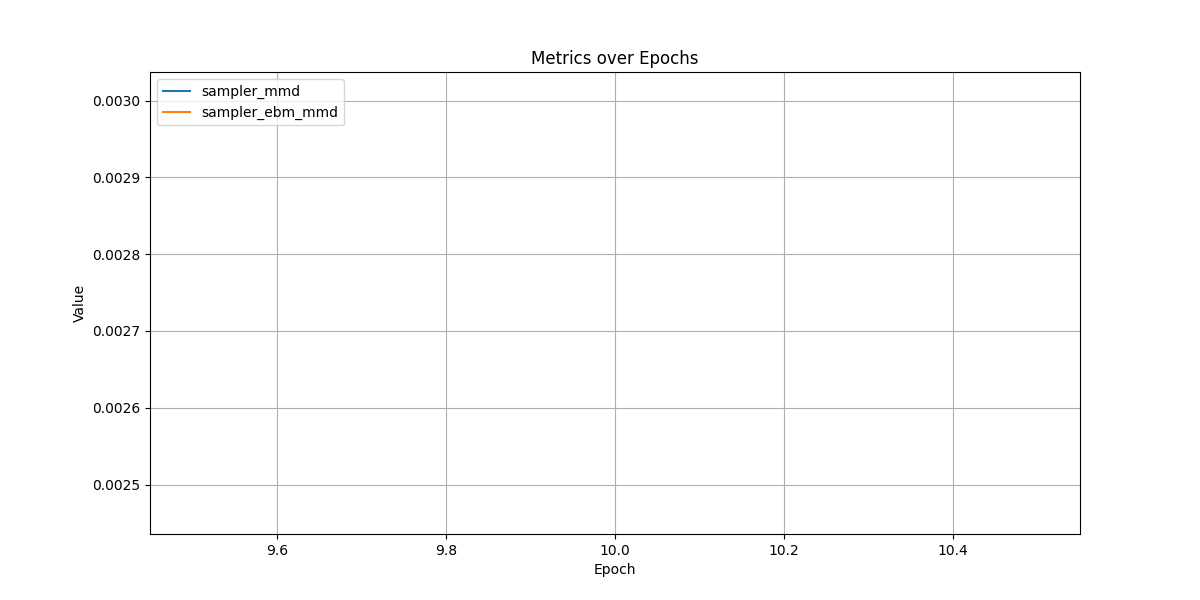 Metrics over Epochs
sampler_mmd
sampler_ebm_mmd
0.0030
0.0029
0.0028
0.0027
0.0026
0.0025
Value
9.6
9.8
10.0
10.2
10.4
Epoch